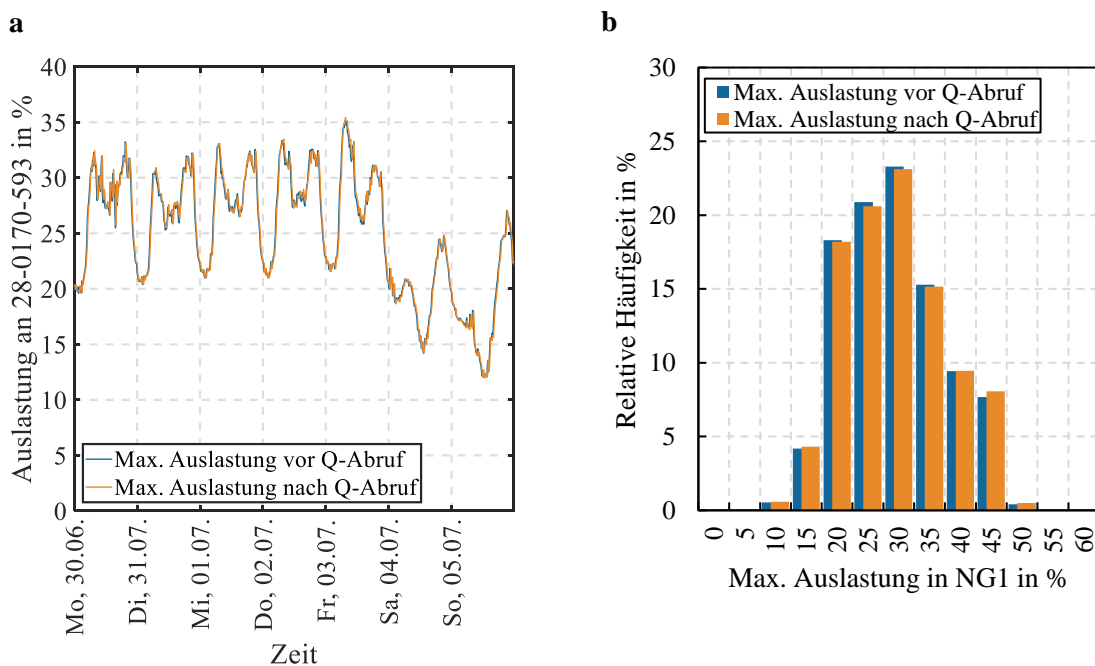 a
Auslastung an 28-0170-593 in %
40
35
30
25
20
15
10
5
0
Max. Auslastung vor Q-Abruf
Max. Auslastung nach Q-Abruf
Mo, 30.06.
Di, 31.07.
Mi, 01.07.
Do, 02.07.
Fr, 03.07.
Sa, 04.07.
So, 05.07.
Zeit
b
Relative Häufigkeit in %
30
25
20
15
10
5
0
Max. Auslastung vor Q-Abruf
Max. Auslastung nach Q-Abruf
0
5
10
15
20
25
30
35
40
45
50
55
60
Max. Auslastung in NG1 in %